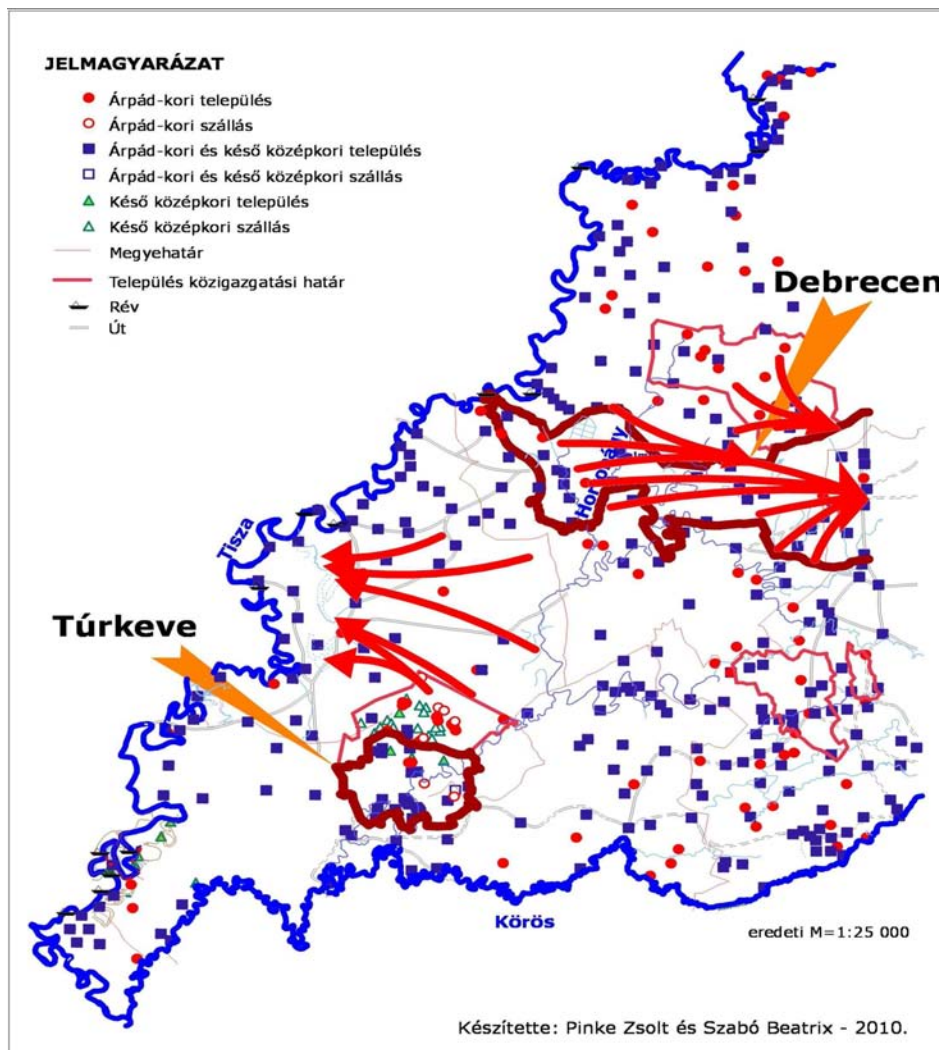 JELMAGYARÁZAT
Árpád-kori település
Árpád-kori szállás
Árpád-kori és késő középkori település
Árpád-kori és késő középkori szállás
Késő középkori település
Késő középkori szállás
Megyehatár
Település közigazgatási határ
Rév
Út
Debrecen
Hortobágy
Tisza
Túrkeve
Körös
eredeti M=1:25 000
Készítette: Pinke Zsolt és Szabó Beatrix - 2010.